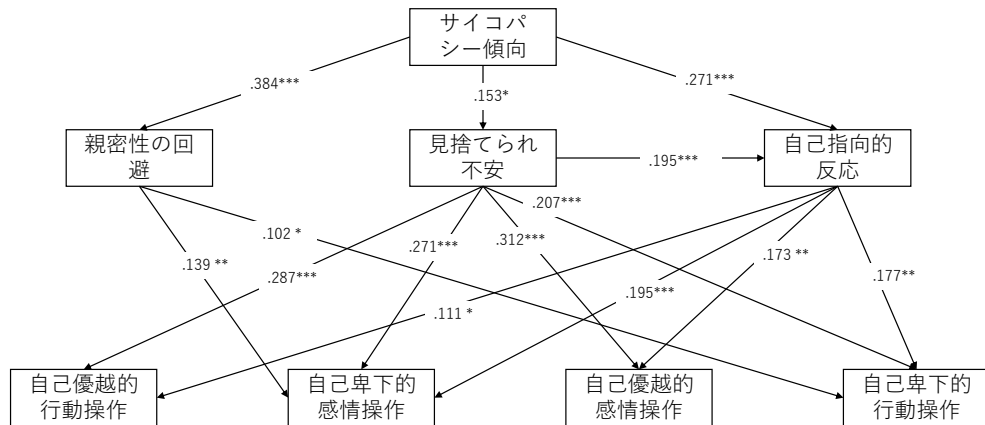 サイコパ
シー傾向
.384***
.153*
.271***
親密性の回
避
見捨てられ
不安
.195***
自己指向的
反応
.207***
.102 *
.139 **
.271***
.312***
.173 **
.287***
.177**
.195***
.111 *
自己優越的
行動操作
自己卑下的
感情操作
自己優越的
感情操作
自己卑下的
行動操作